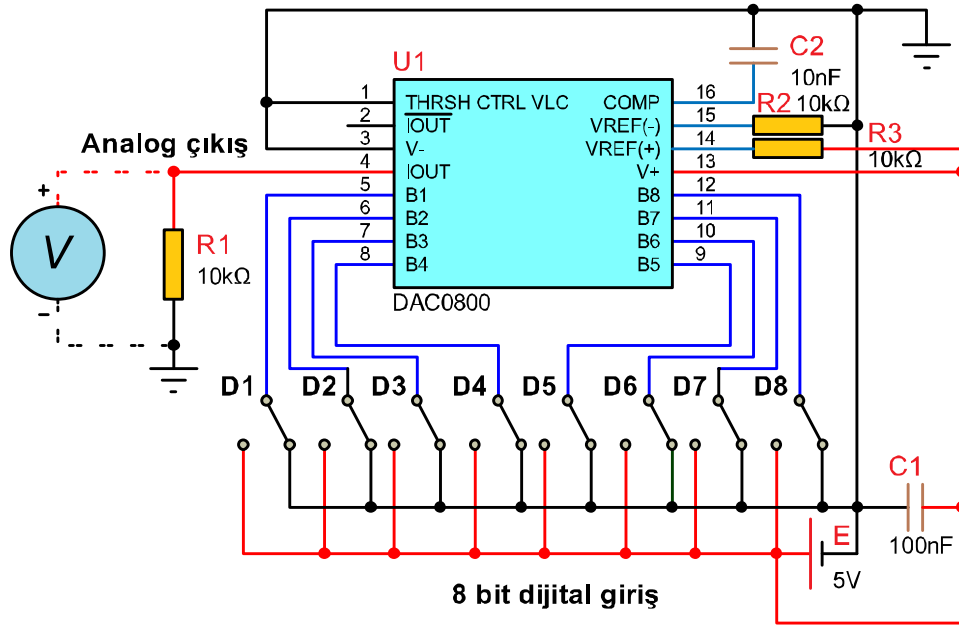 U1
C2
10nF
1 THRSH CTRL VLC COMP 16 R2 10kΩ
2 IOUT VREF(-) 15 R3
Analog çıkış 3 V- VREF(+) 14 10kΩ
4 IOUT V+ 13
+ 5 B1 B8 12
6 B2 B7 11
V R1 7 B3 B6 10
10kΩ 8 B4 B5 9
− DAC0800
D1 D2 D3 D4 D5 D6 D7 D8
C1
100nF
E
5V
8 bit dijital giriş